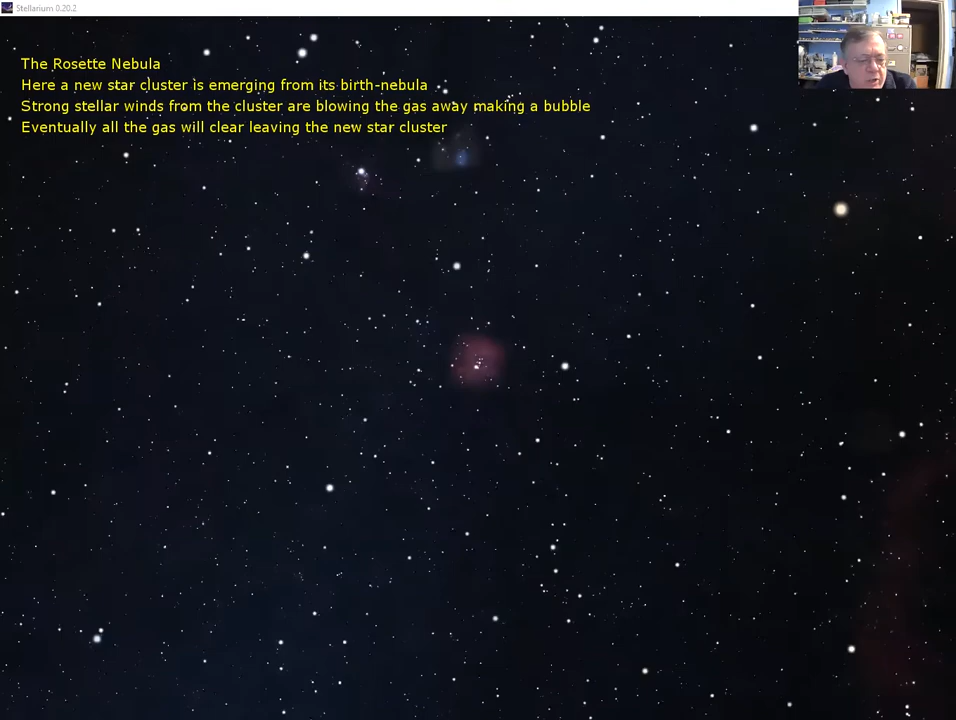 Stellarium 0.20.2
The Rosette Nebula
Here a new star cluster is emerging from its birth-nebula
Strong stellar winds from the cluster are blowing the gas away making a bubble
Eventually all the gas will clear leaving the new star cluster